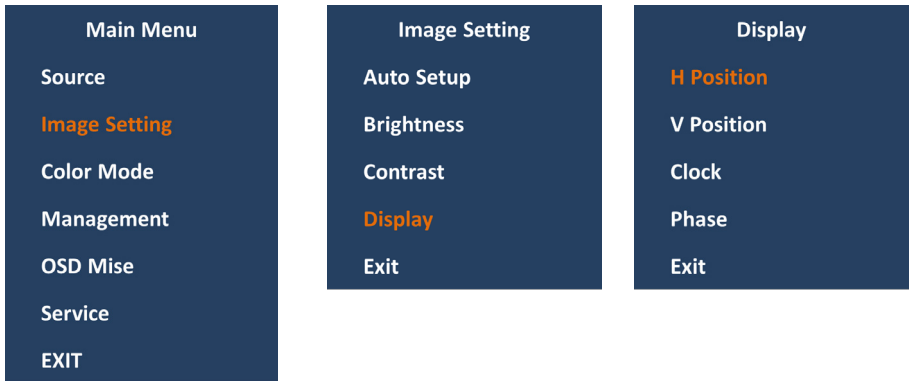 Main Menu
Source
Image Setting
Color Mode
Management
OSD Mise
Service
EXIT
Image Setting
Auto Setup
Brightness
Contrast
Display
Exit
Display
H Position
V Position
Clock
Phase
Exit